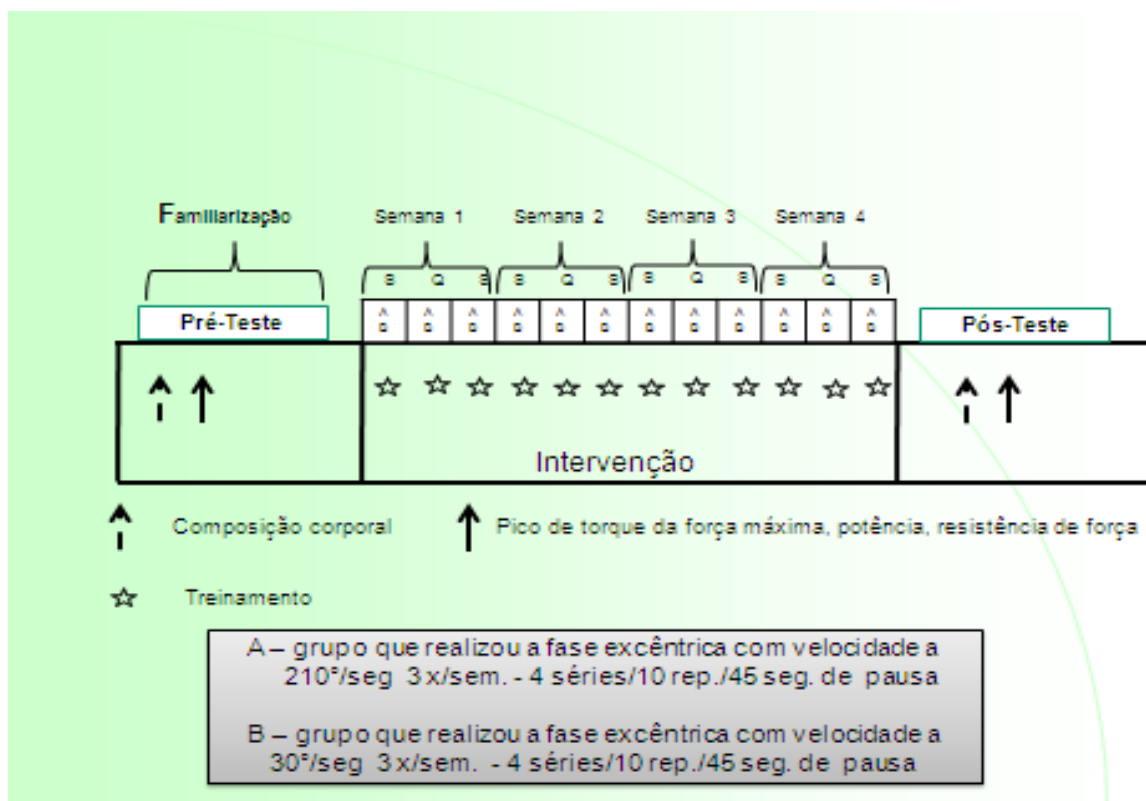 Familiarização Semana 1 Semana 2 Semana 3 Semana 4
S Q S S Q S S Q S S Q S
Pré-Teste Pós-Teste
Intervenção
Composição corporal Pico de torque da força máxima, potência, resistência de força
Treinamento
A – grupo que realizou a fase excêntrica com velocidade a
210°/seg 3 x/sem. - 4 séries/10 rep./45 seg. de pausa
B – grupo que realizou a fase excêntrica com velocidade a
30°/seg 3 x/sem. - 4 séries/10 rep./45 seg. de pausa